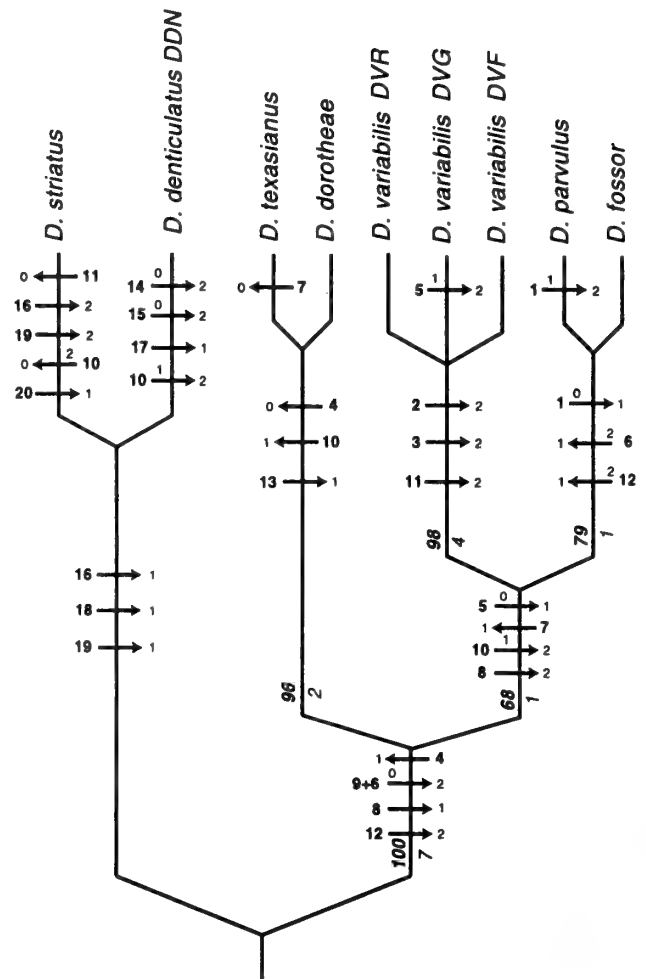 D. striatus
D. denticulatus DDN
D. texasianus
D. dorotheae
D. variabilis DVR
D. variabilis DVG
D. variabilis DVF
D. parvulus
D. fossor
0 11
16 2
19 2
0 2 10
20 1
14 0 2
15 0 2
17 1
10 1 2
0 7
5 1 2
1 1 2
0 4
1 10
13 1
2 2
3 2
11 2
1 0 1
1 2 6
1 2 12
98 4
79 1
16 1
18 1
19 1
5 0 1
1 7
10 1 2
8 2
96 2
68 1
1 4
9+6 0 2
8 1
12 2
100 7